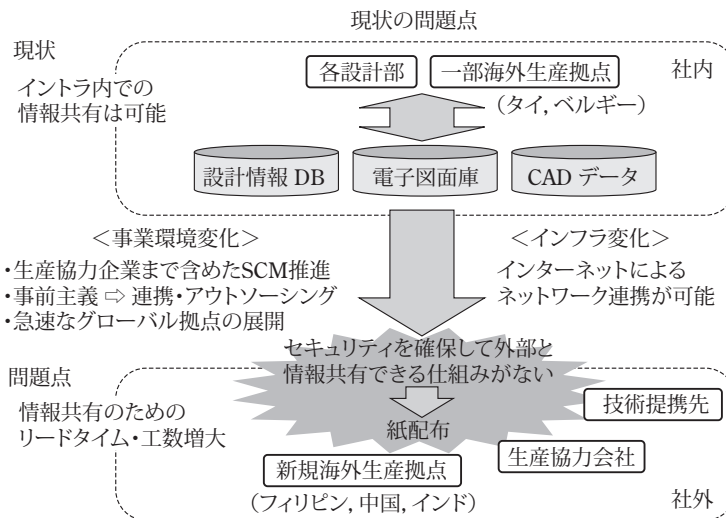 現状の問題点
現状
イントラ内での
情報共有は可能
各設計部
一部海外生産拠点
(タイ,ベルギー)
社内
設計情報 DB
電子図面庫
CAD データ
<事業環境変化>
・生産協力企業まで含めたSCM推進
・事前主義 ⇨ 連携・アウトソーシング
・急速なグローバル拠点の展開
<インフラ変化>
インターネットによる
ネットワーク連携が可能
セキュリティを確保して外部と
情報共有できる仕組みがない
紙配布
問題点
情報共有のための
リードタイム・工数増大
技術提携先
生産協力会社
新規海外生産拠点
(フィリピン, 中国, インド)
社外